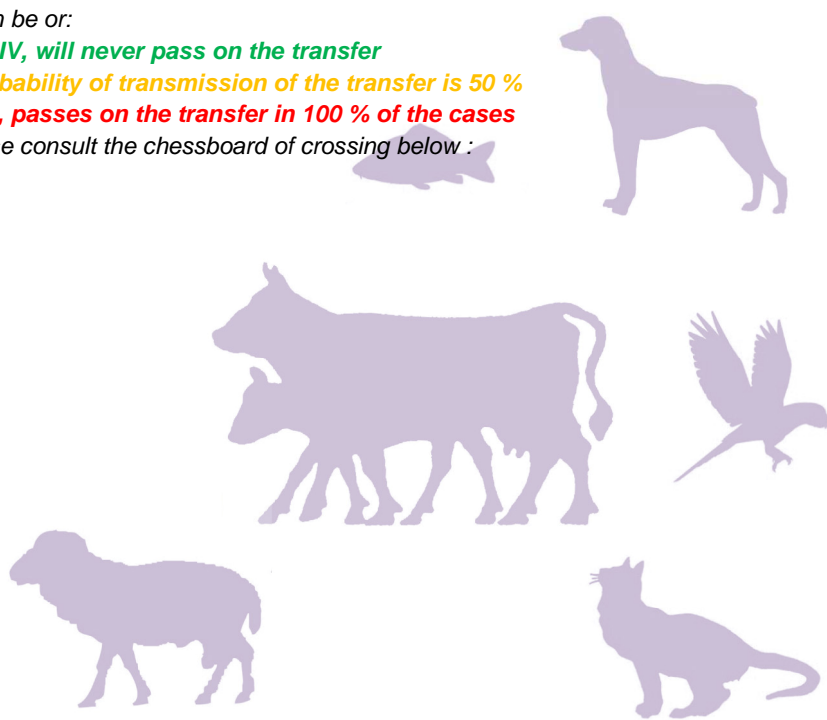 be or:
IV, will never pass on the transfer
bability of transmission of the transfer is 50 %
, passes on the transfer in 100 % of the cases
e consult the chessboard of crossing below :